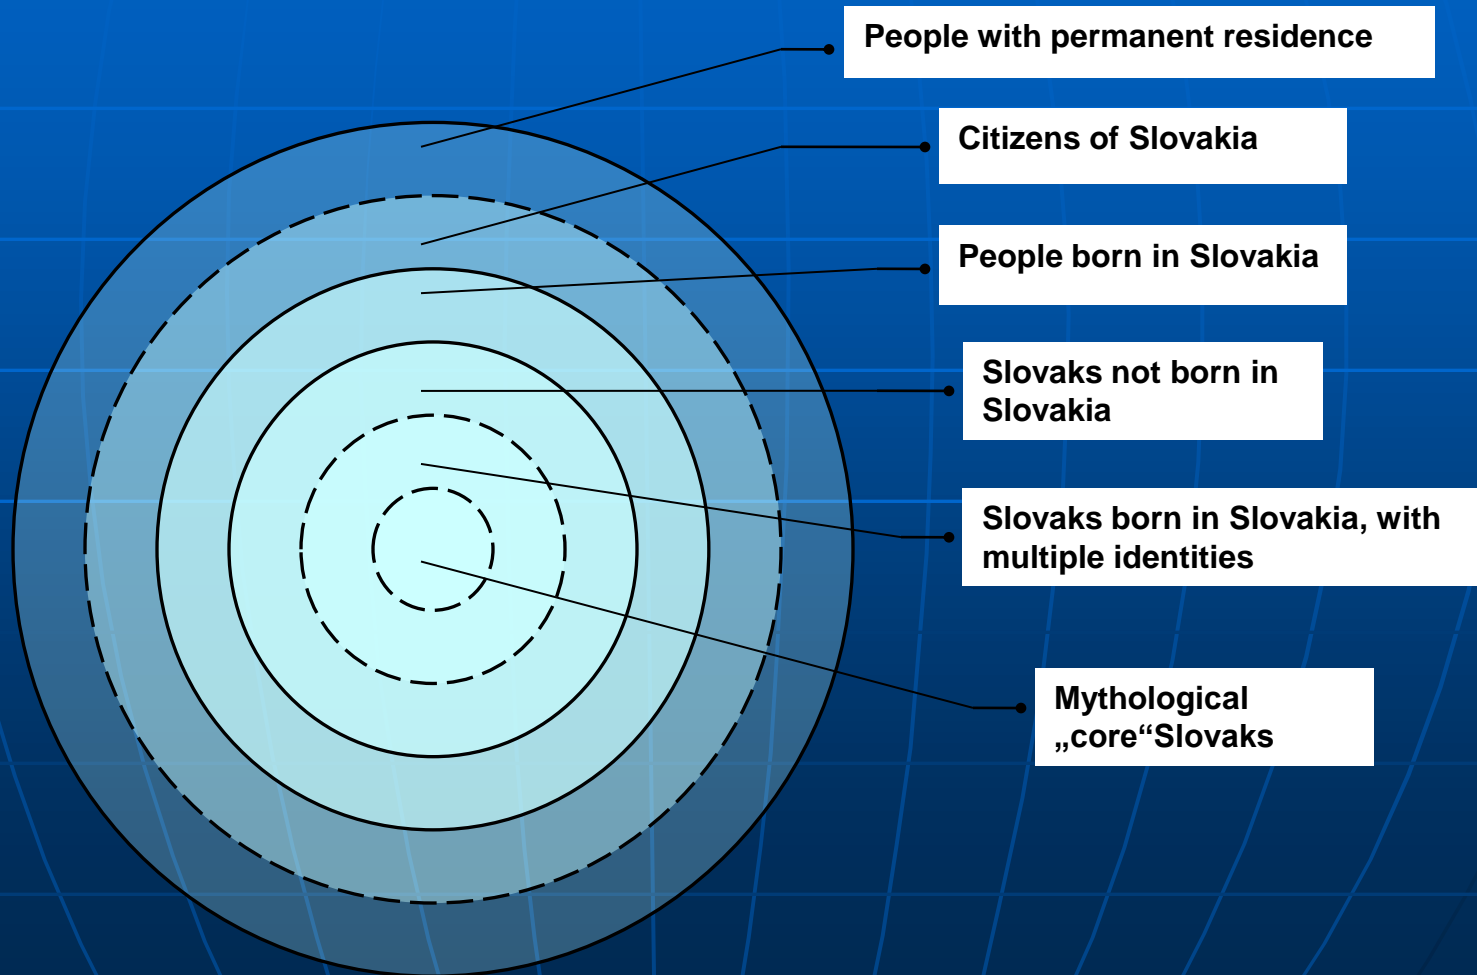 People with permanent residence
Citizens of Slovakia
People born in Slovakia
Slovaks not born in
Slovakia
Slovaks born in Slovakia, with
multiple identities
Mythological
„core“Slovaks